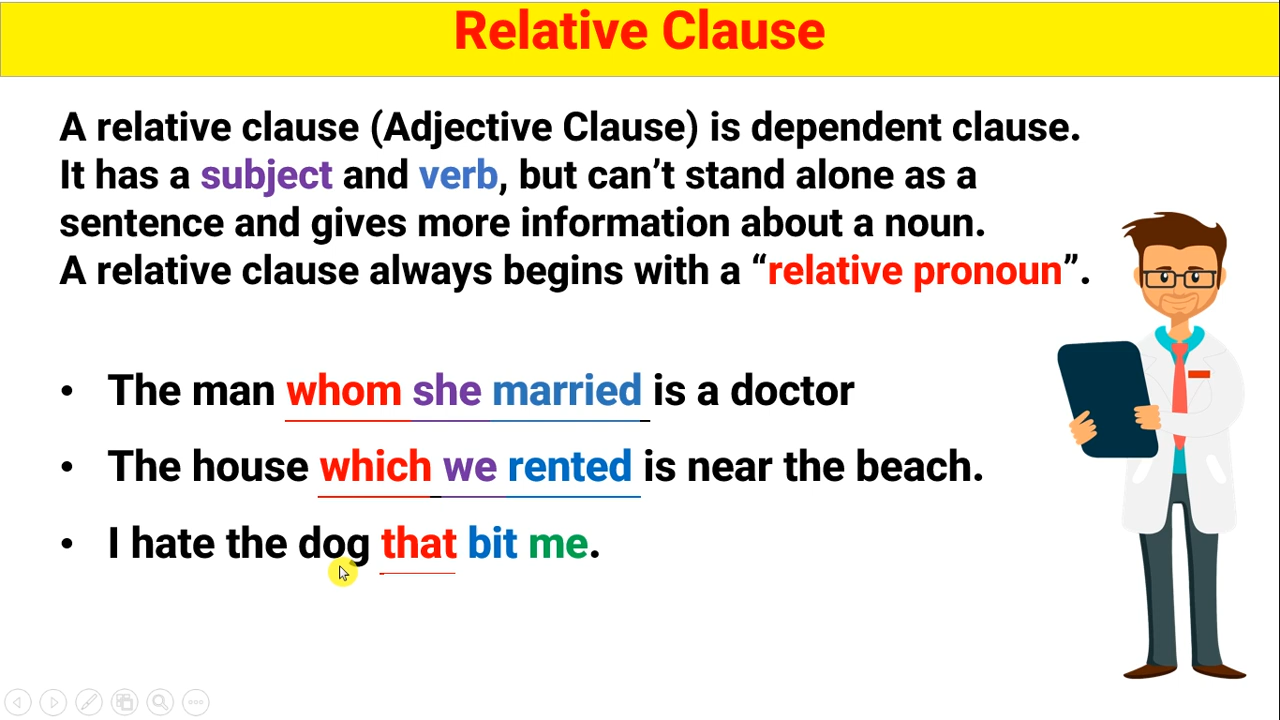 Relative Clause
A relative clause (Adjective Clause) is dependent clause.
It has a subject and verb, but can’t stand alone as a
sentence and gives more information about a noun.
A relative clause always begins with a “relative pronoun”.
• The man whom she married is a doctor
• The house which we rented is near the beach.
• I hate the dog that bit me.